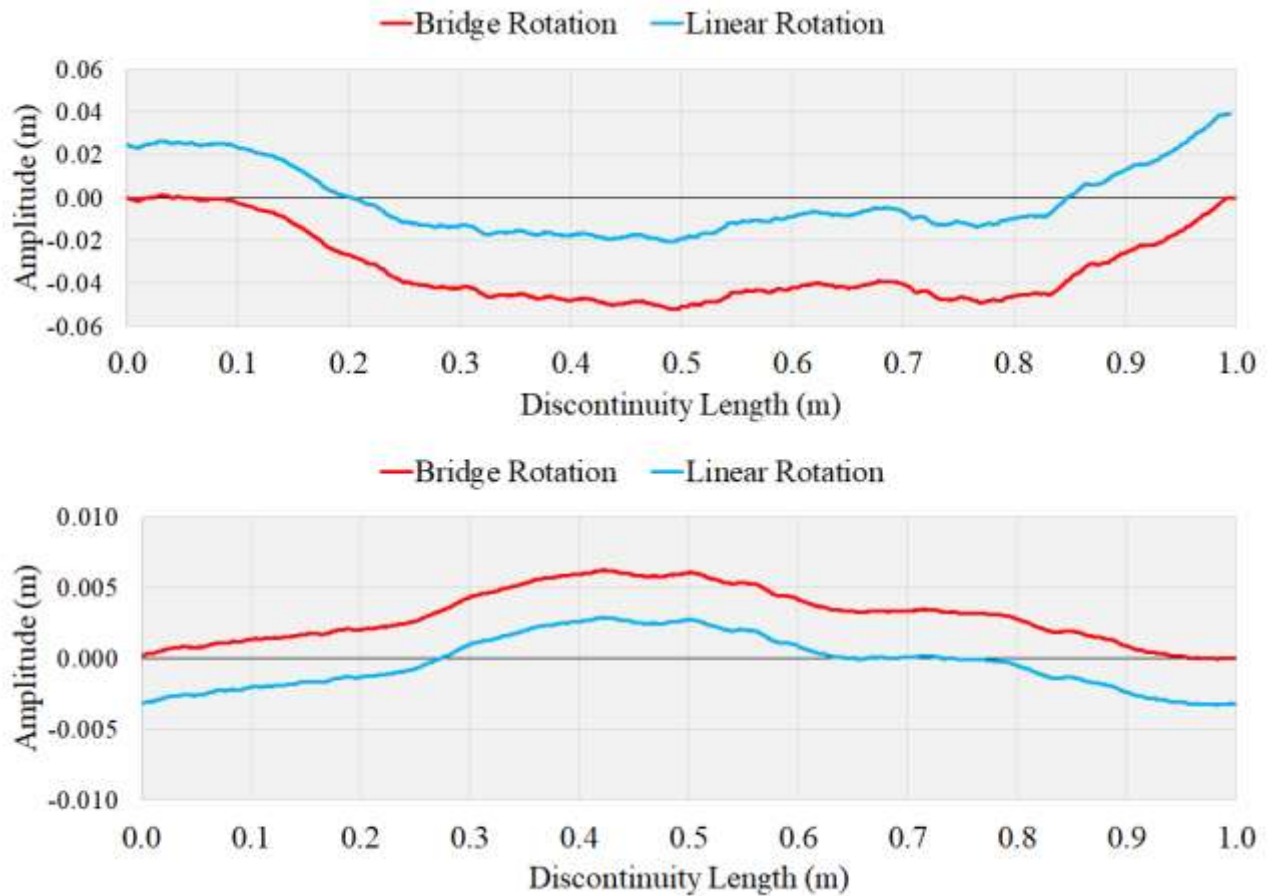 Bridge Rotation Linear Rotation
0.06
0.04
0.02
0.00
-0.02
-0.04
-0.06
Amplitude (m)
0.0 0.1 0.2 0.3 0.4 0.5 0.6 0.7 0.8 0.9 1.0
Discontinuity Length (m)
Bridge Rotation Linear Rotation
0.010
0.005
0.000
-0.005
-0.010
Amplitude (m)
0.0 0.1 0.2 0.3 0.4 0.5 0.6 0.7 0.8 0.9 1.0
Discontinuity Length (m)